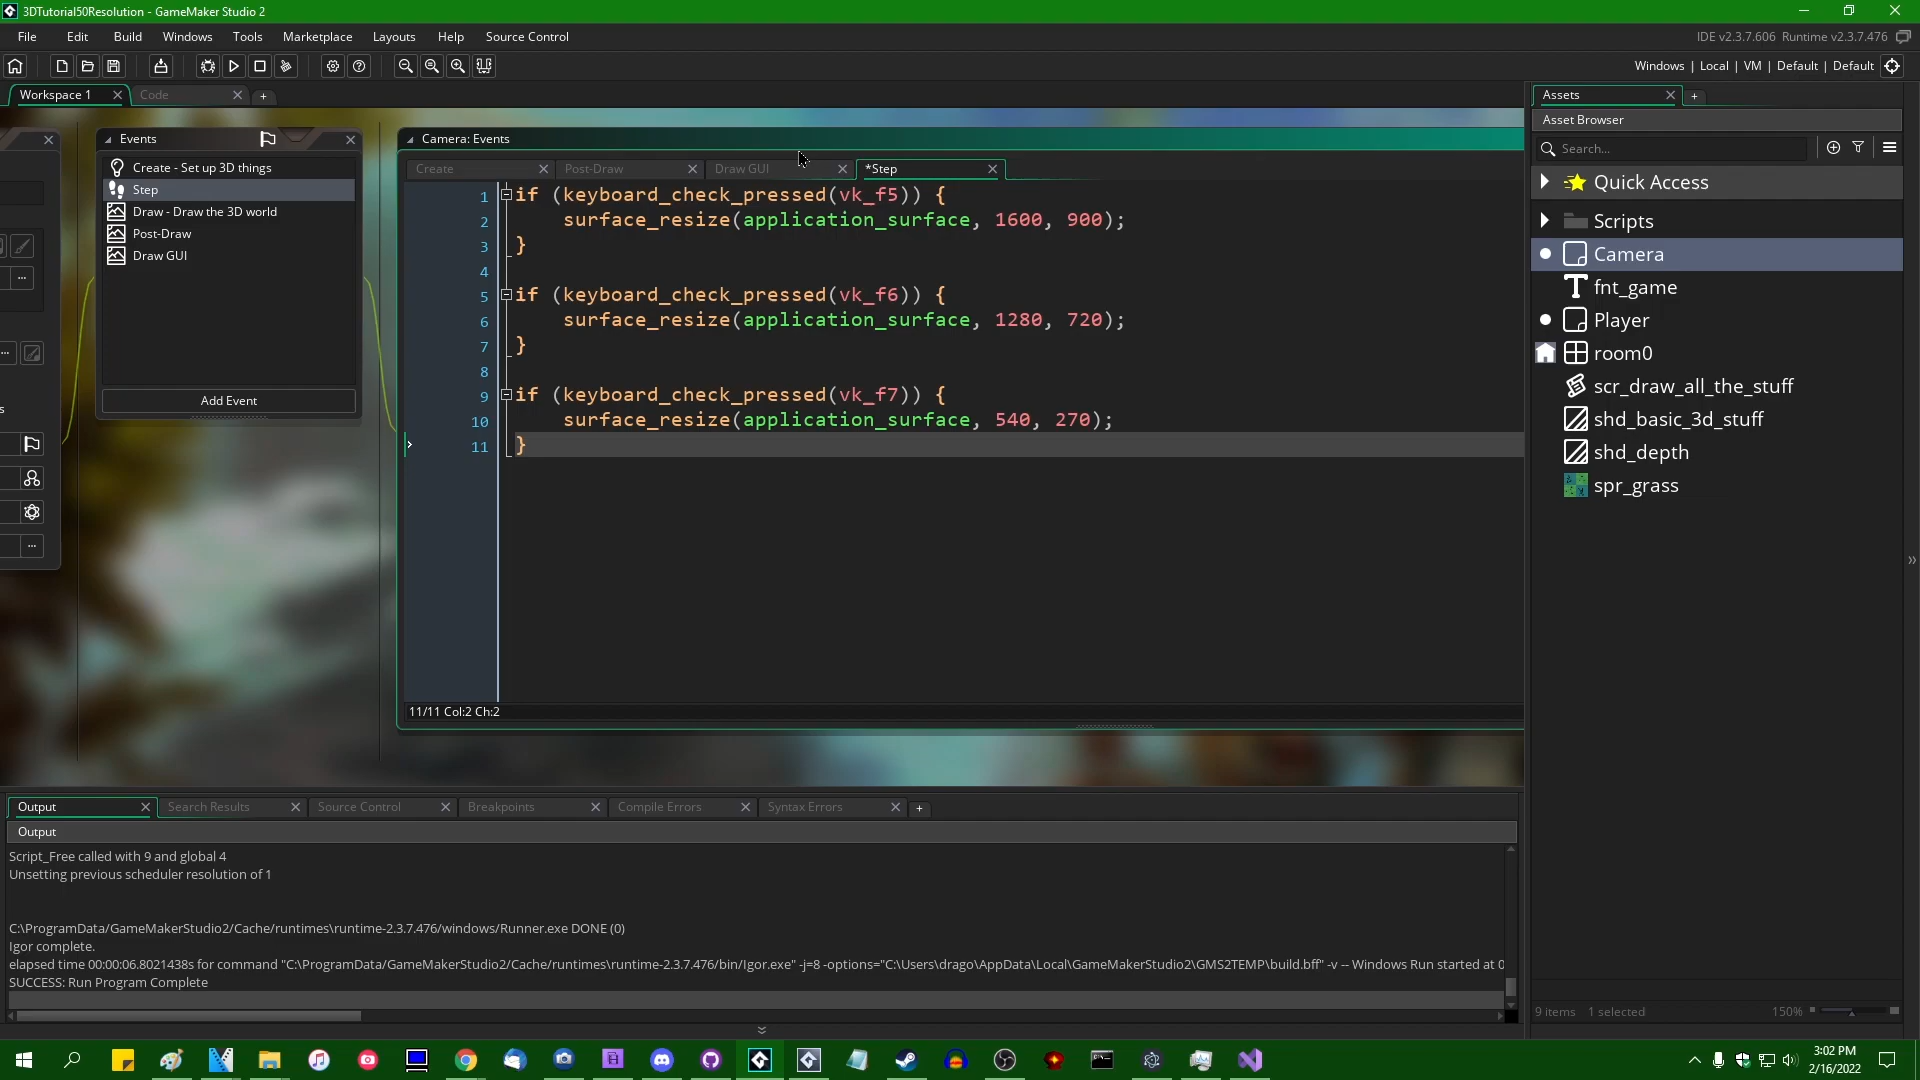 3DTutorial50Resolution - GameMaker Studio 2
File Edit Build Windows Tools Marketplace Layouts Help Source Control
IDE v2.3.7.606 Runtime v2.3.7.476
Windows | Local | VM | Default | Default
Workspace 1
Code
Assets
Asset Browser
Search...
Quick Access
Scripts
Camera
fnt_game
Player
room0
scr_draw_all_the_stuff
shd_basic_3d_stuff
shd_depth
spr_grass
9 items 1 selected
150%
Events
Create - Set up 3D things
Step
Draw - Draw the 3D world
Post-Draw
Draw GUI
Add Event
s
Camera: Events
Create
Post-Draw
Draw GUI
*Step
1 if (keyboard_check_pressed(vk_f5)) {
2 surface_resize(application_surface, 1600, 900);
3 }
4
5 if (keyboard_check_pressed(vk_f6)) {
6 surface_resize(application_surface, 1280, 720);
7 }
8
9 if (keyboard_check_pressed(vk_f7)) {
10 surface_resize(application_surface, 540, 270);
11 }
11/11 Col:2 Ch:2
Output
Search Results
Source Control
Breakpoints
Compile Errors
Syntax Errors
Output
Script_Free called with 9 and global 4
Unsetting previous scheduler resolution of 1
C:\ProgramData/GameMakerStudio2/Cache/runtimes\runtime-2.3.7.476/windows/Runner.exe DONE (0)
Igor complete.
elapsed time 00:00:06.8021438s for command "C:\ProgramData/GameMakerStudio2/Cache/runtimes\runtime-2.3.7.476/bin/Igor.exe" -j=8 -options="C:\Users\drago\AppData\Local\GameMakerStudio2\GMS2TEMP\build.bff" -v -- Windows Run started at 0
SUCCESS: Run Program Complete
3:02 PM
2/16/2022